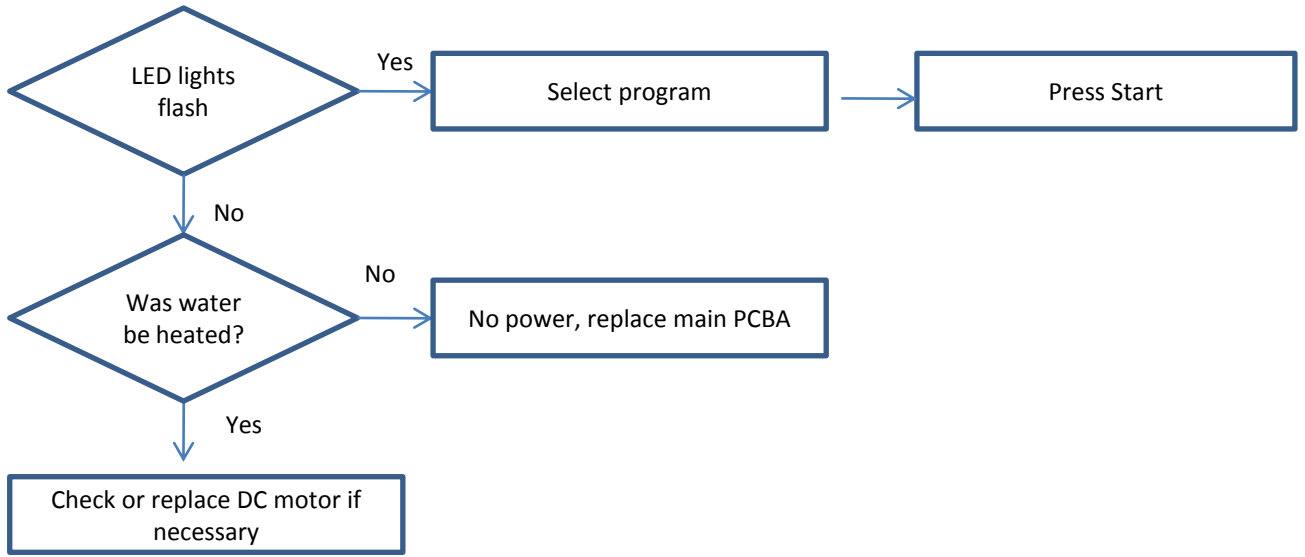 LED lights
flash
Yes
Select program
Press Start
No
Was water
be heated?
No
No power, replace main PCBA
Yes
Check or replace DC motor if
necessary